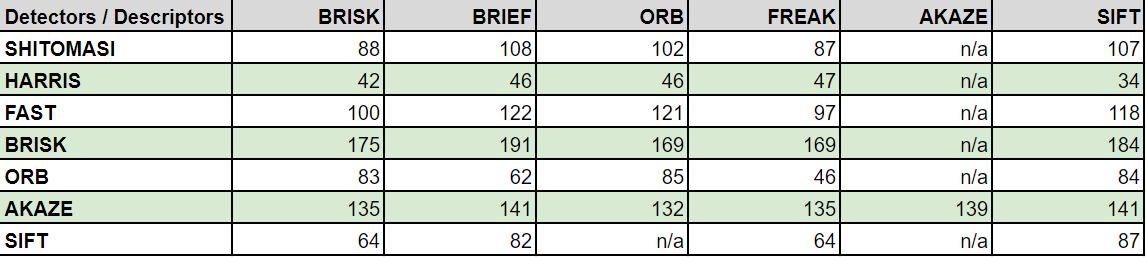 Detectors / Descriptors BRISK BRIEF ORB FREAK AKAZE SIFT
SHITOMASI 88 108 102 87 n/a 107
HARRIS 42 46 46 47 n/a 34
FAST 100 122 121 97 n/a 118
BRISK 175 191 169 169 n/a 184
ORB 83 62 85 46 n/a 84
AKAZE 135 141 132 135 139 141
SIFT 64 82 n/a 64 n/a 87